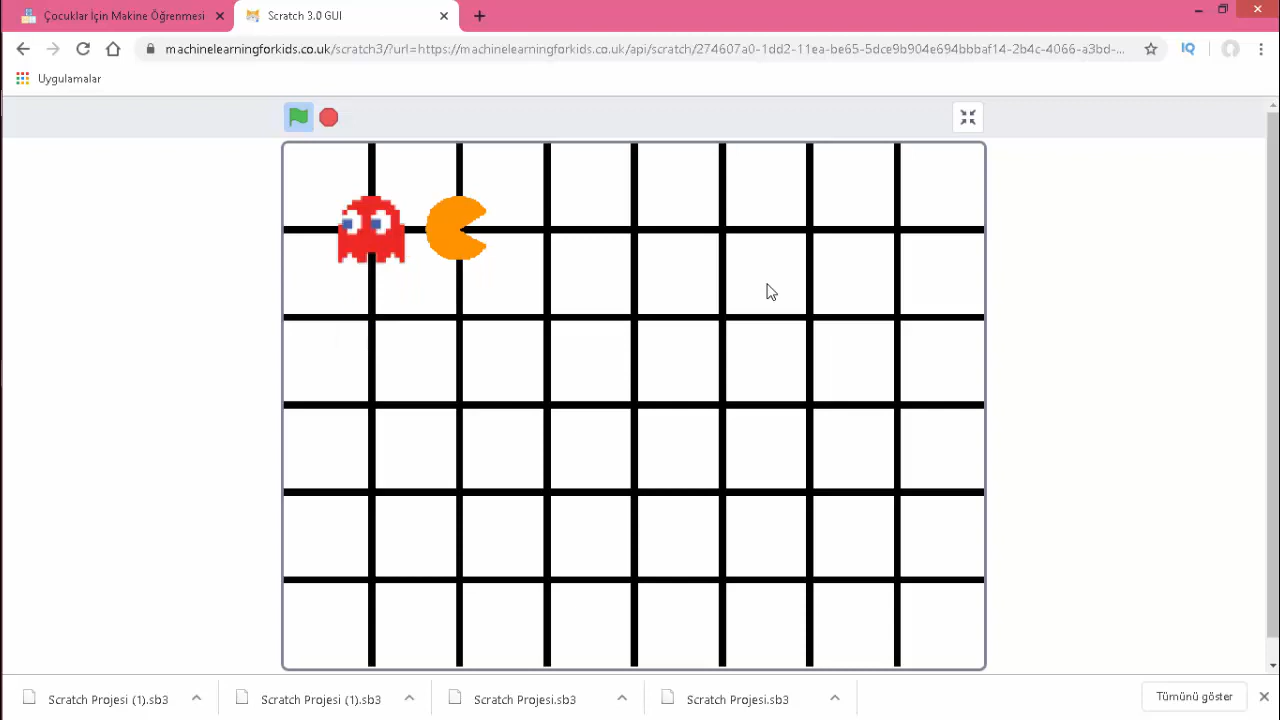 Çocuklar İçin Makine Öğrenmesi
Scratch 3.0 GUI
machinelearningforkids.co.uk/scratch3/?url=https://machinelearningforkids.co.uk/api/scratch/274607a0-1dd2-11ea-be65-5dce9b904e694bbbaf14-2b4c-4066-a3bd-...
IQ
Uygulamalar
Scratch Projesi (1).sb3
Scratch Projesi (1).sb3
Scratch Projesi.sb3
Scratch Projesi.sb3
Tümünü göster